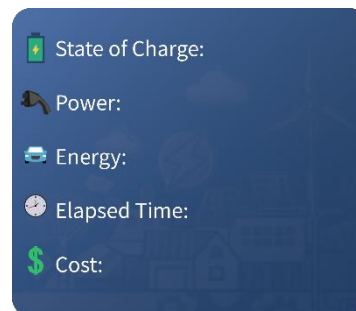 State of Charge:
Power:
Energy:
Elapsed Time:
Cost: